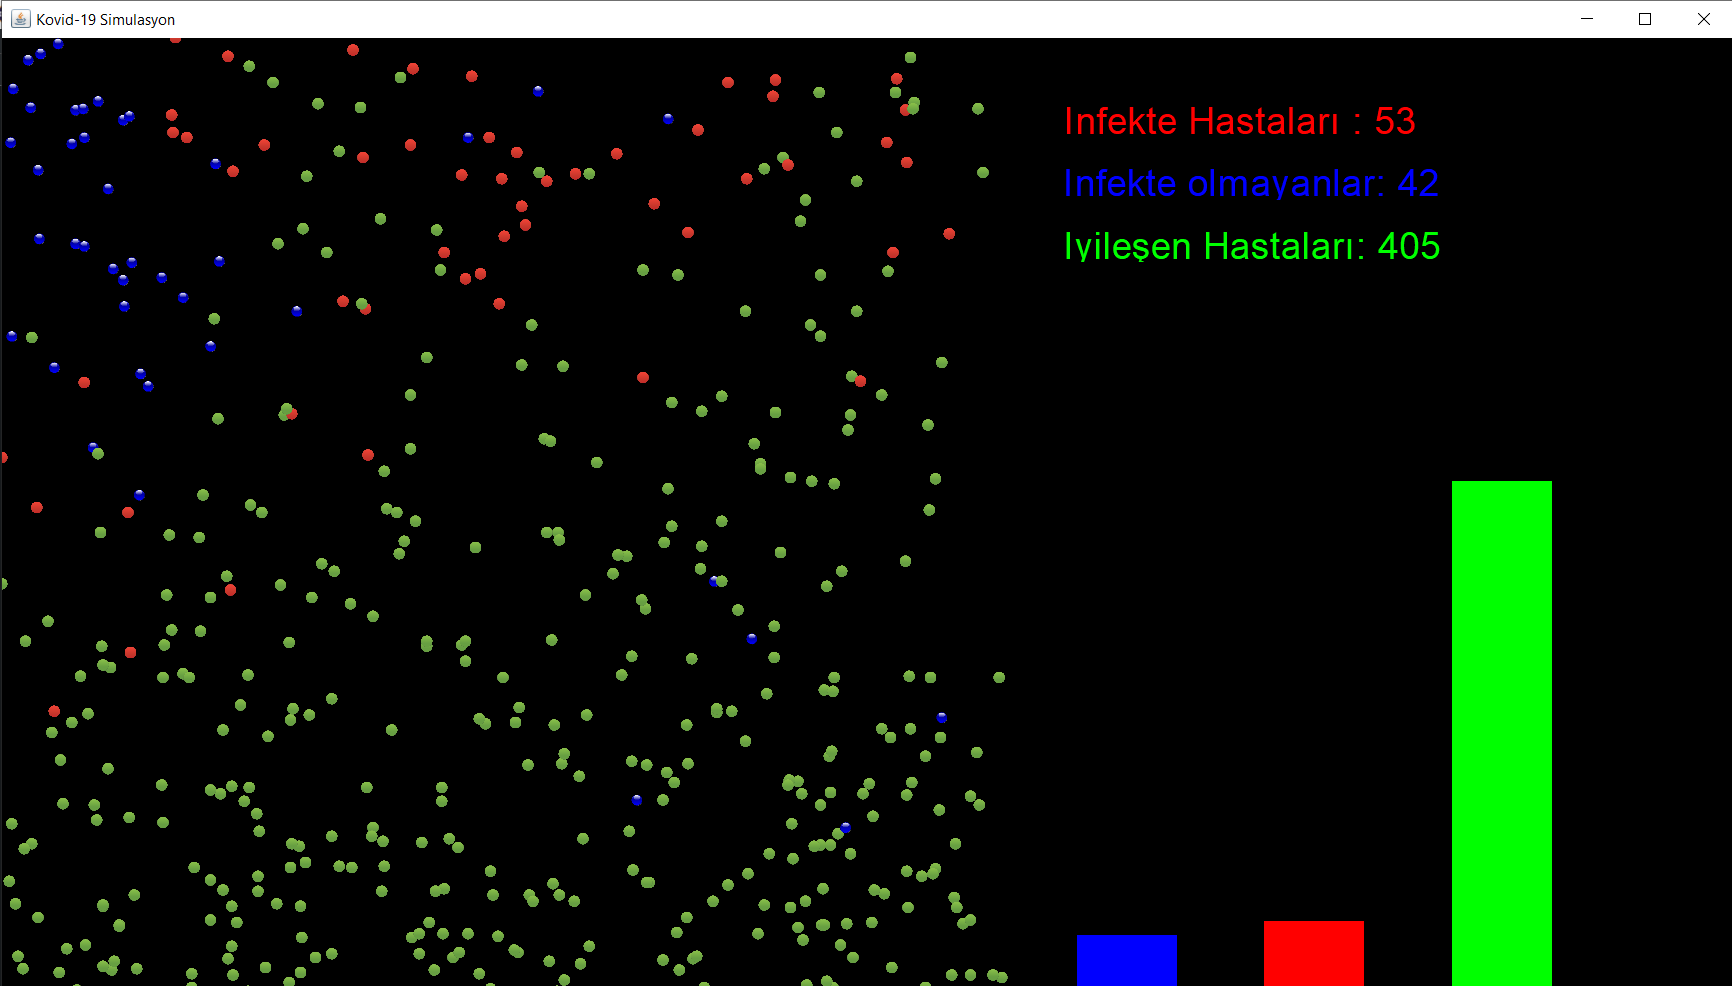 Kovid-19 Simulasyon
Infekte Hastaları : 53
Infekte olmayanlar: 42
Iyileşen Hastaları: 405